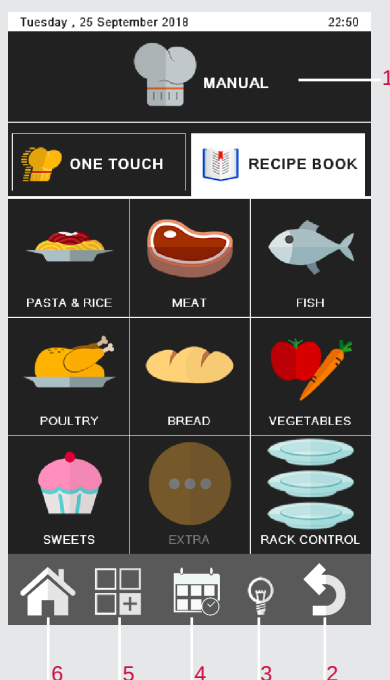 Tuesday , 25 September 2018 22:50
MANUAL
1
ONE TOUCH RECIPE BOOK
PASTA & RICE MEAT FISH
POULTRY BREAD VEGETABLES
SWEETS EXTRA RACK CONTROL
6 5 4 3 2